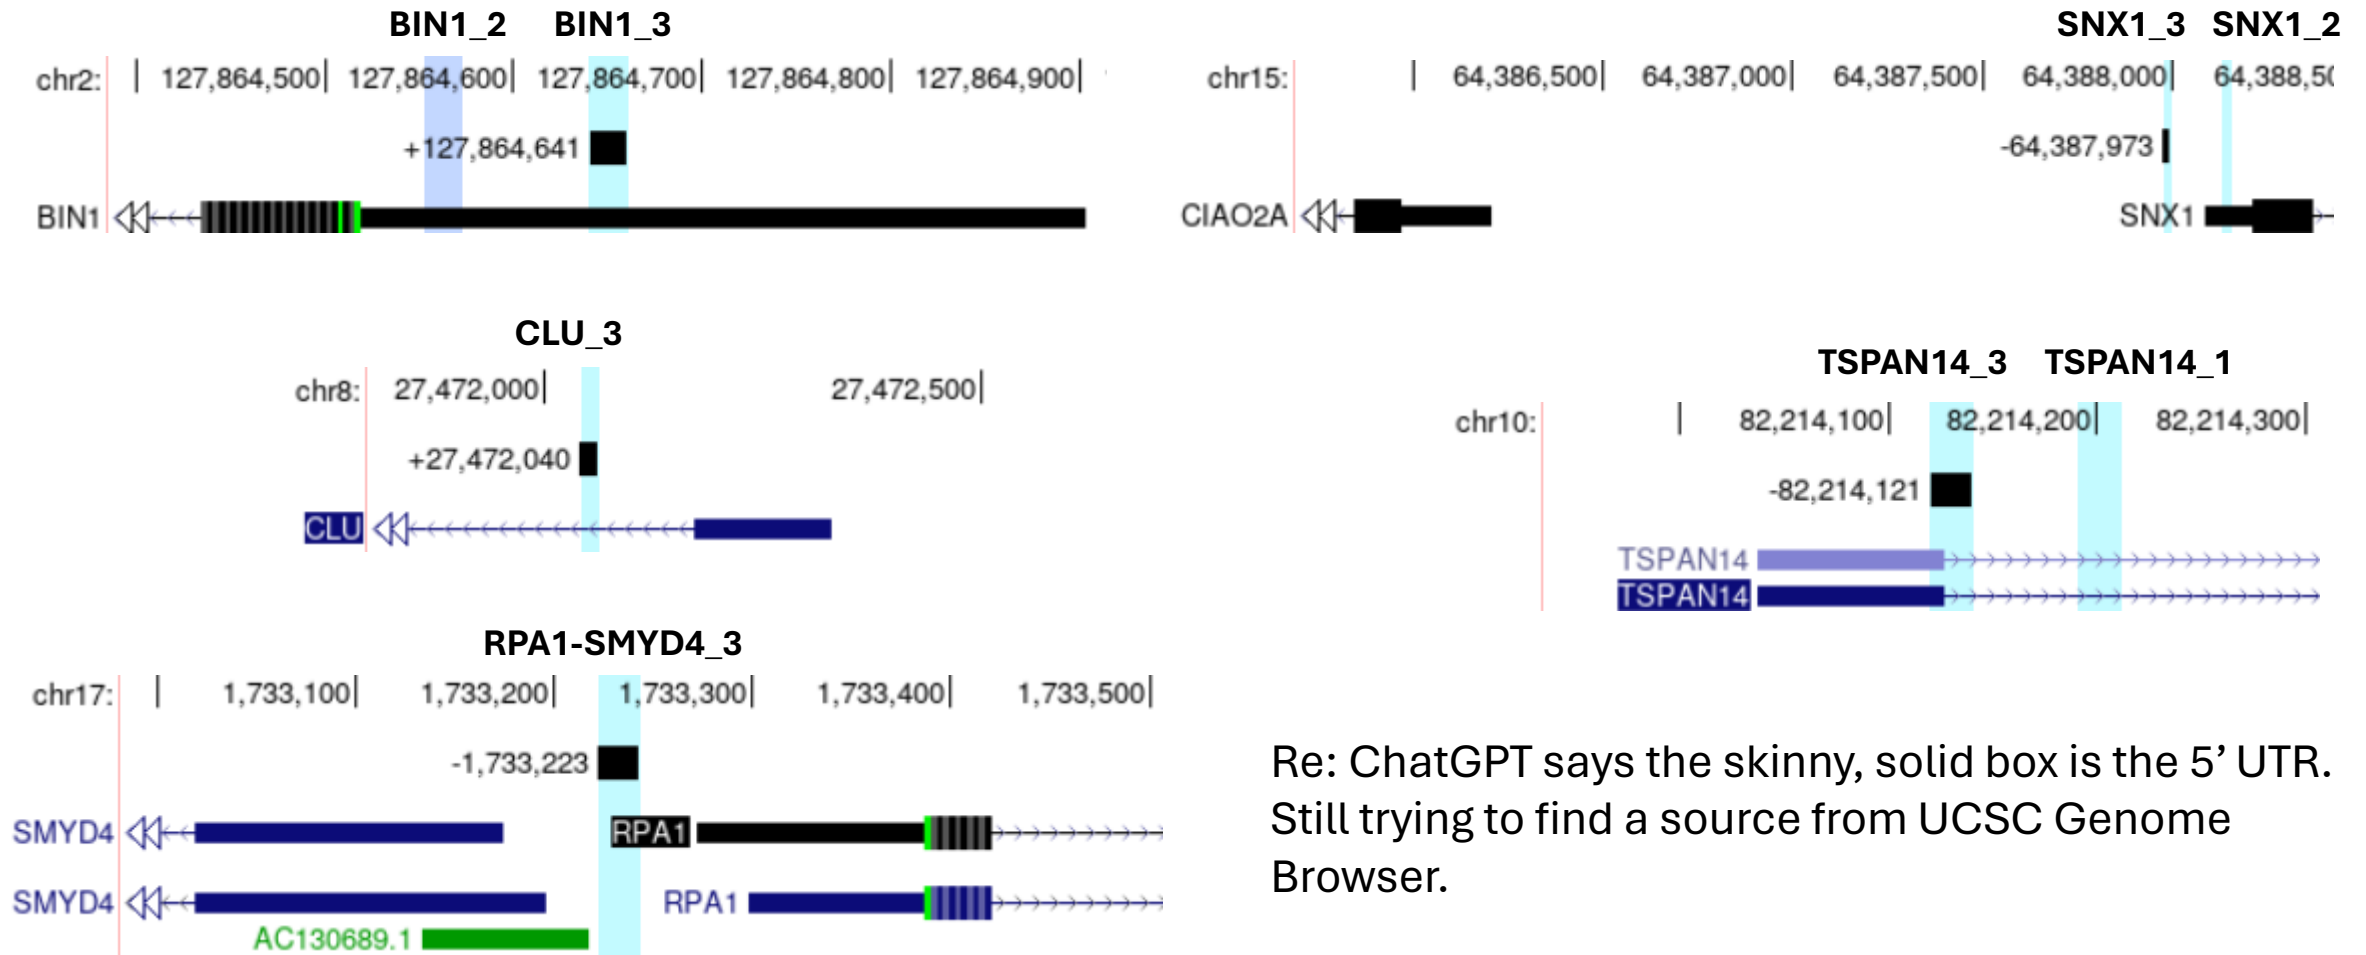 BIN1_2 BIN1_3
chr2: | 127,864,500| 127,864,600| 127,864,700| 127,864,800| 127,864,900|
+127,864,641
BIN1
SNX1_3 SNX1_2
chr15: | 64,386,500| 64,387,000| 64,387,500| 64,388,000| 64,388,50
-64,387,973
CIAO2A SNX1
CLU_3
chr8: 27,472,000| 27,472,500|
+27,472,040
CLU
TSPAN14_3 TSPAN14_1
chr10: | 82,214,100| 82,214,200| 82,214,300|
-82,214,121
TSPAN14
TSPAN14
RPA1-SMYD4_3
chr17: | 1,733,100| 1,733,200| 1,733,300| 1,733,400| 1,733,500|
-1,733,223
SMYD4 RPA1
SMYD4 RPA1
AC130689.1
Re: ChatGPT says the skinny, solid box is the 5’ UTR.
Still trying to find a source from UCSC Genome
Browser.